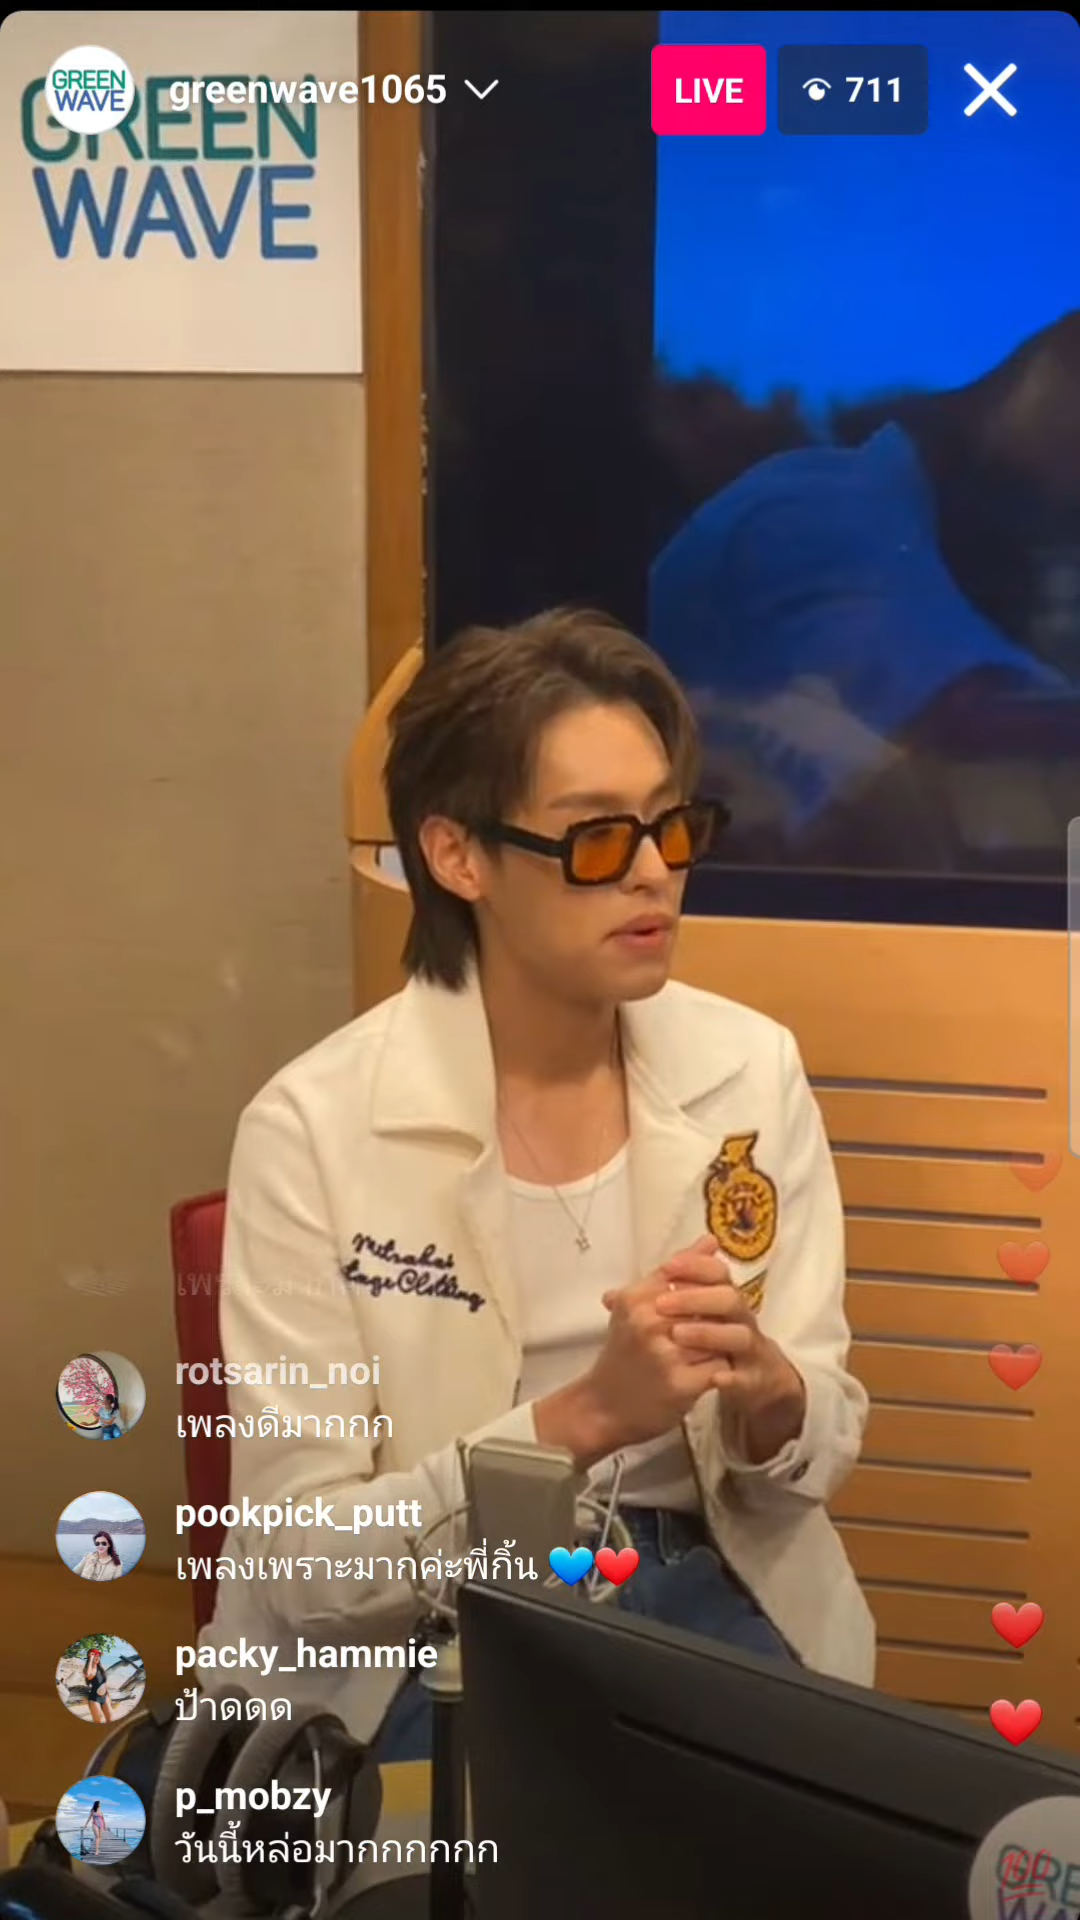 GREEN
WAVE
greenwave1065
LIVE
711
GREEN
WAVE
Mitsaha's
Clothing
rotsarin_noi
เพลงดีมากกก
pookpick_putt
เพลงเพราะมากค่ะพี่กิ้น 💙❤️
packy_hammie
ป้าดดด
p_mobzy
วันนี้หล่อมากกกกกก